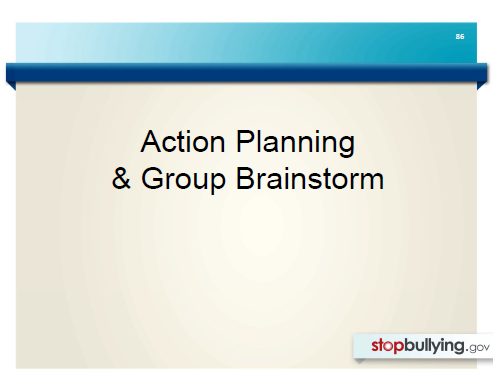 86
Action Planning
& Group Brainstorm
stopbullying.gov